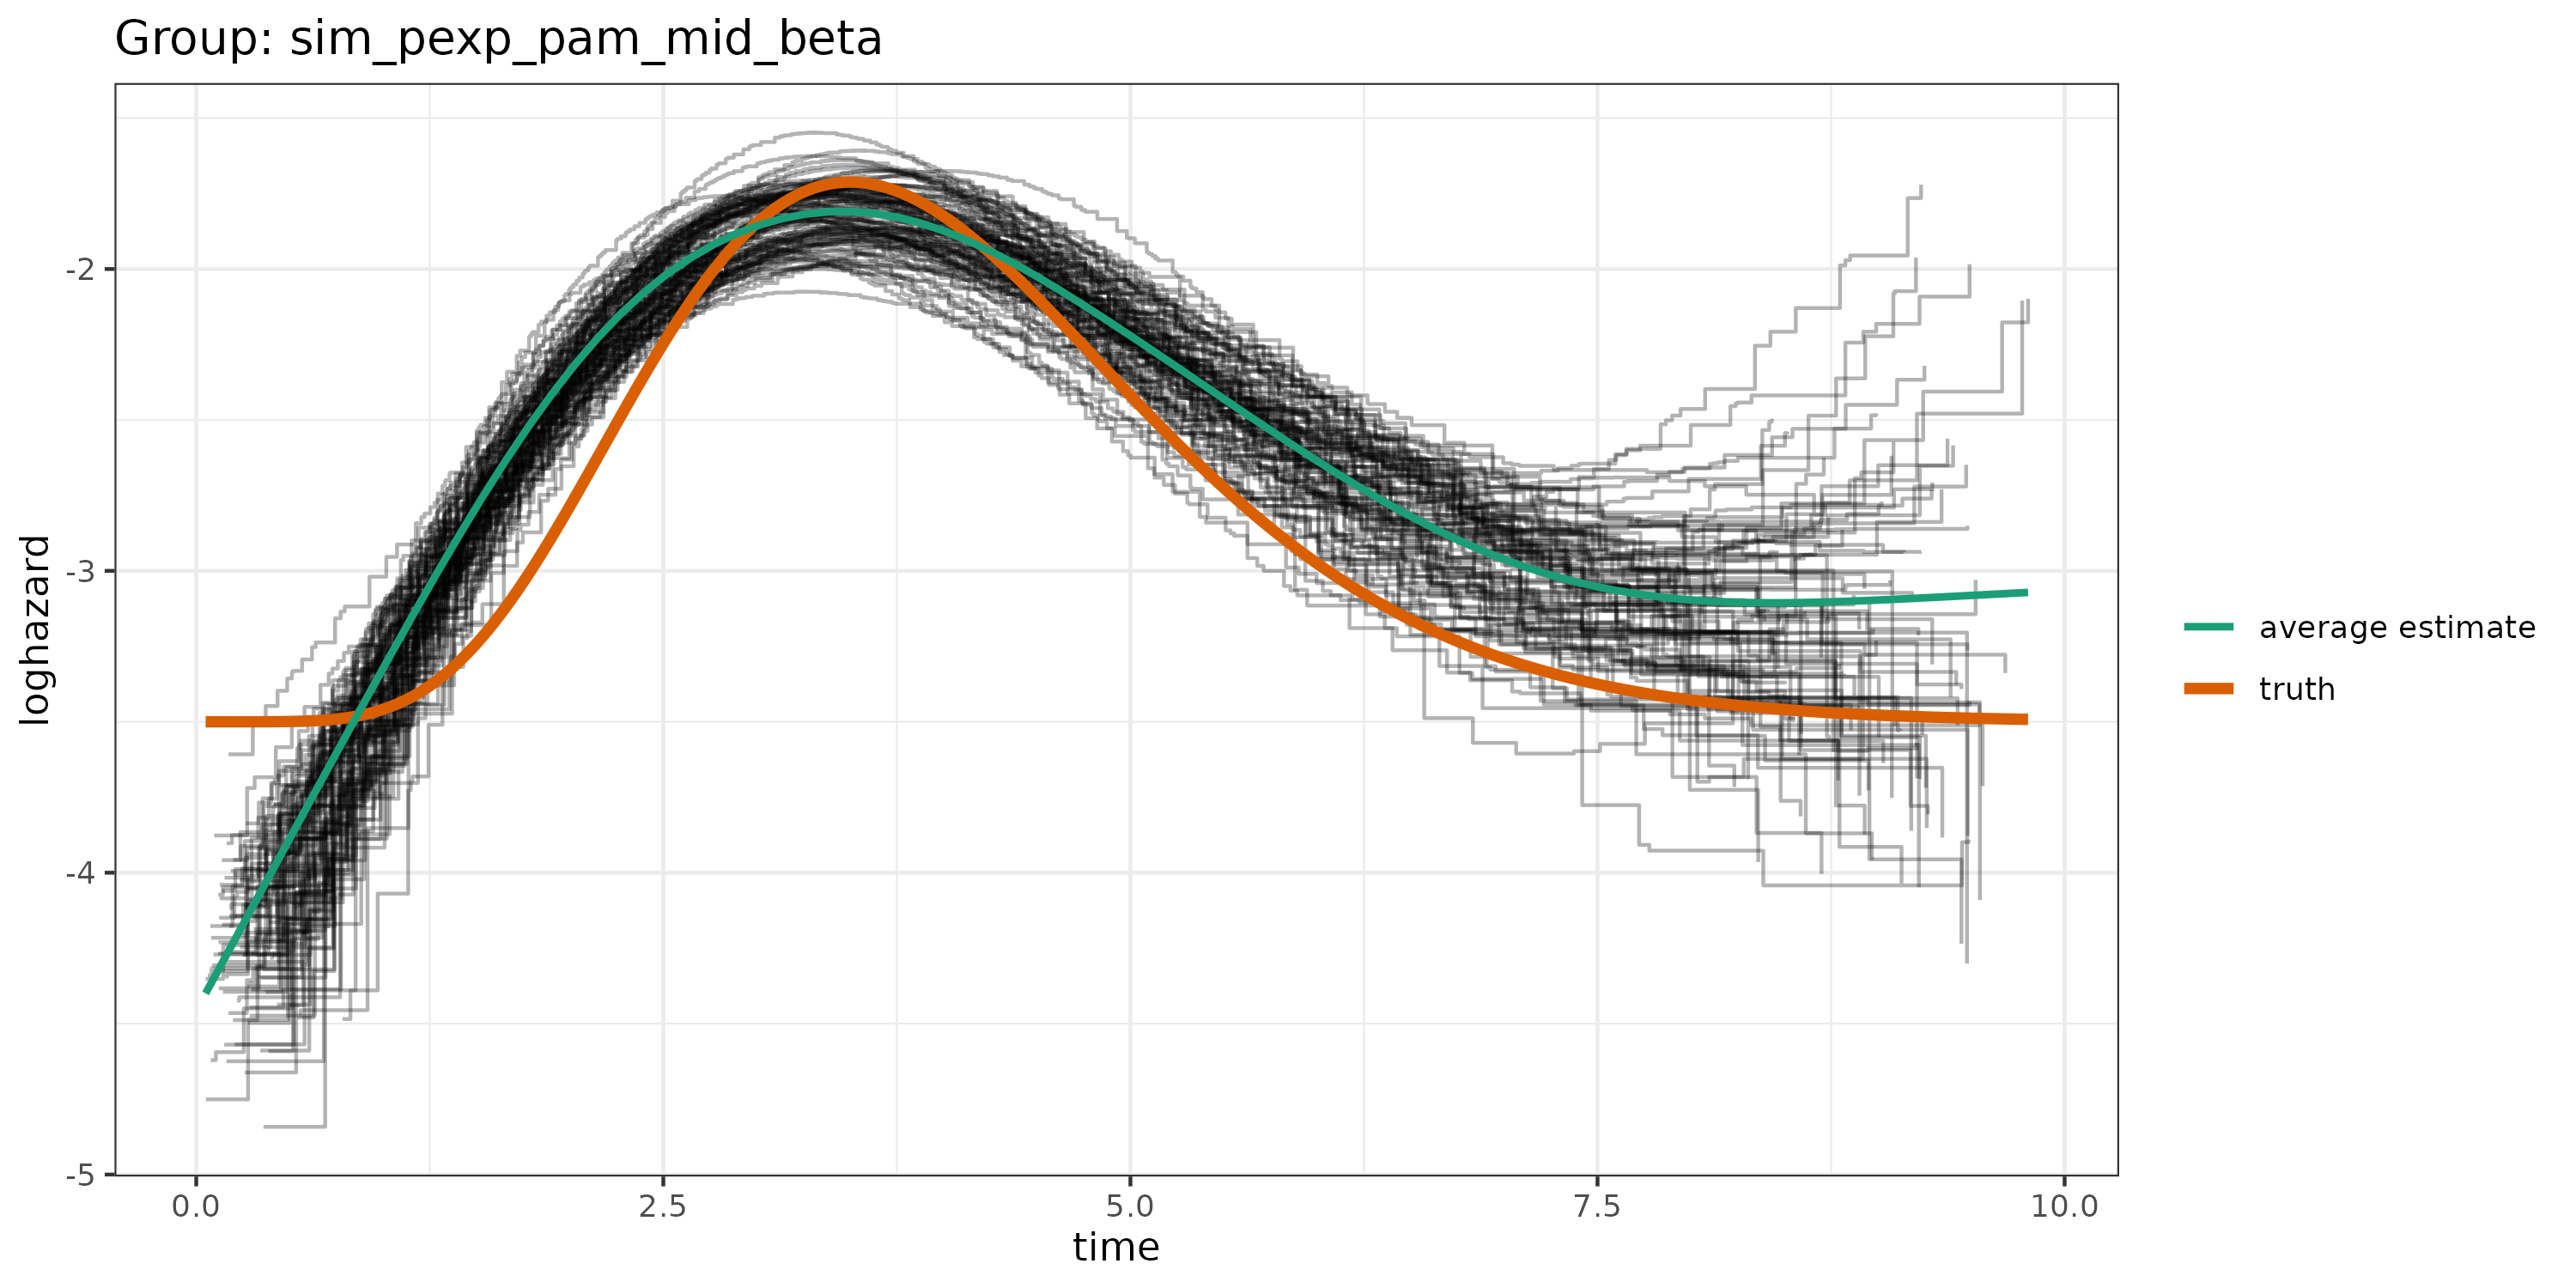 Group: sim_pexp_pam_mid_beta
loghazard
-2
-3
-4
-5
0.0 2.5 5.0 7.5 10.0
time
average estimate
truth